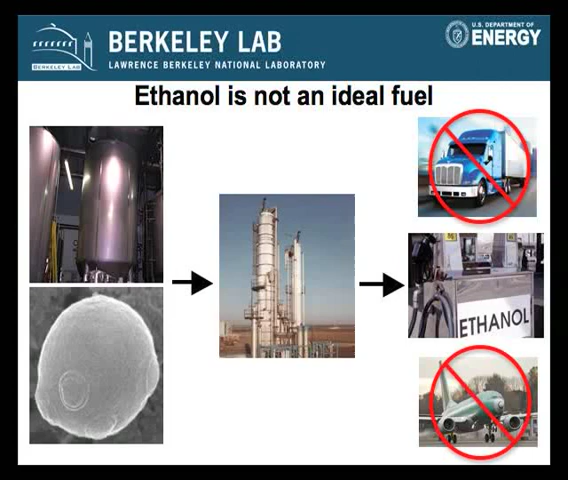 BERKELEY LAB
BERKELEY LAB
LAWRENCE BERKELEY NATIONAL LABORATORY
U.S. DEPARTMENT OF
ENERGY
Ethanol is not an ideal fuel
ETHANOL